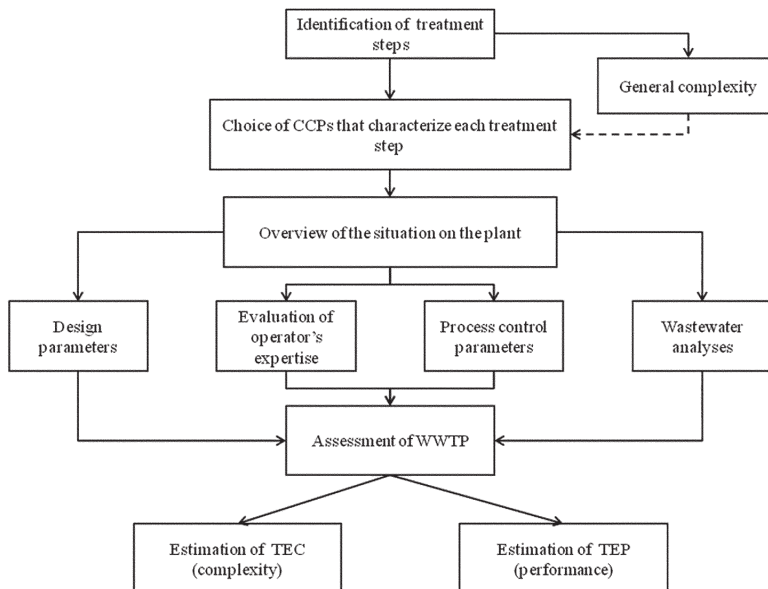 Identification of treatment
steps
General complexity
Choice of CCPs that characterize each treatment
step
Overview of the situation on the plant
Design
parameters
Evaluation of
operator's
expertise
Process control
parameters
Wastewater
analyses
Assessment of WWTP
Estimation of TEC
(complexity)
Estimation of TEP
(performance)